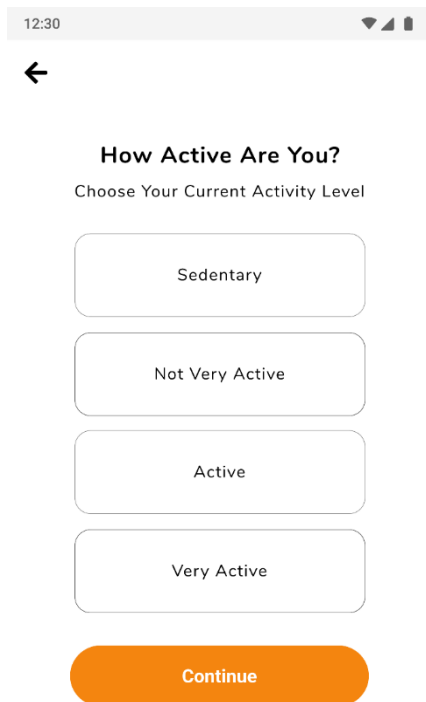 12:30
How Active Are You?
Choose Your Current Activity Level
Sedentary
Not Very Active
Active
Very Active
Continue